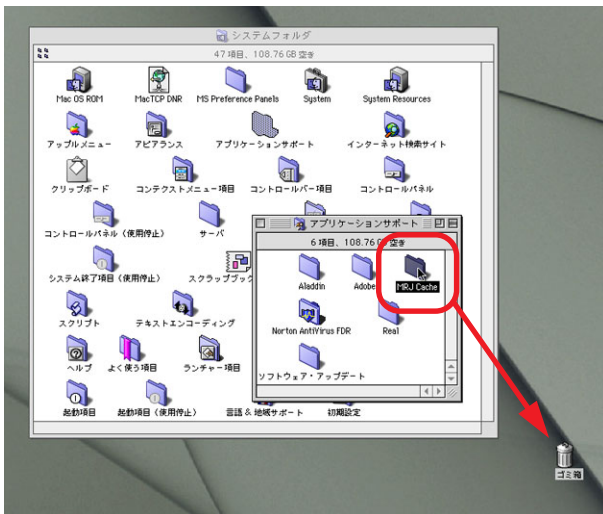 システムフォルダ
47 項目、108.76 GB 空き
Mac OS ROM
MacTCP DNR
MS Preference Panels
System
System Resources
アップルメニュー
アピアランス
アプリケーションサポート
インターネット検索サイト
クリップボード
コンテクストメニュー項目
コントロールバー項目
コントロールパネル
コントロールパネル（使用停止）
サーバ
システム終了項目（使用停止）
スクラップブック
スクリプト
テキストエンコーディング
ヘルプ
よく使う項目
ランチャー項目
起動項目
起動項目（使用停止）
言語 & 地域サポート
初期設定
アプリケーションサポート
6 項目、108.76 GB 空き
Aladdin
Adobe
MRJ Cache
Norton AntiVirus FDR
Real
ソフトウェア・アップデート
ゴミ箱